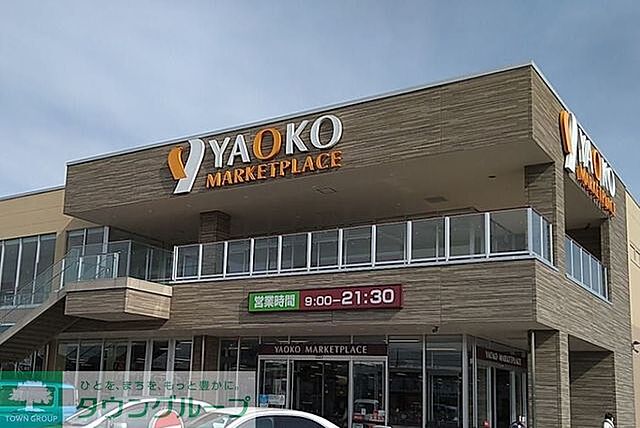 YAOKO
MARKETPLACE
YAOKO
MARKETPLACE
営業時間 9:00-21:30
YAOKO MARKETPLACE
YAOKO MARKETPLACE
ひとを、まちを、もっと豊かに。
タウングループ
TOWN GROUP